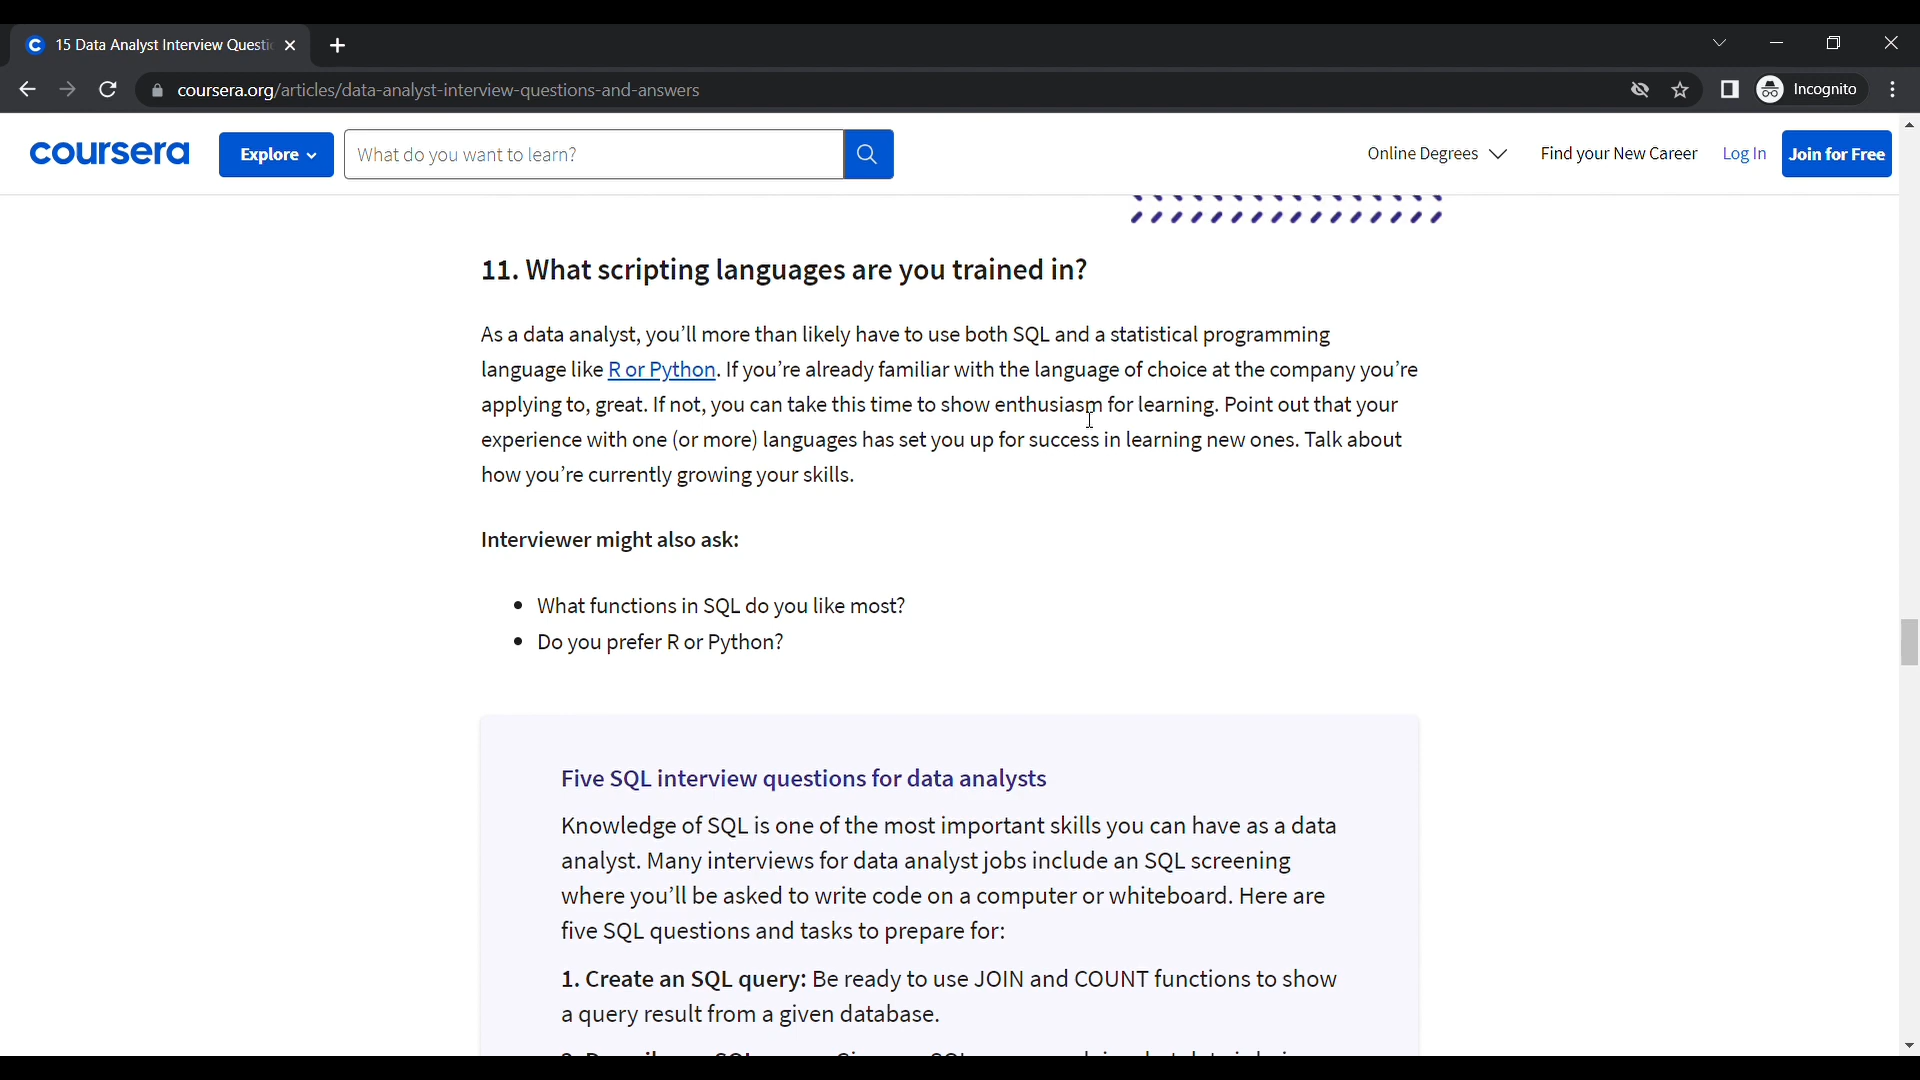 15 Data Analyst Interview Questi
coursera.org/articles/data-analyst-interview-questions-and-answers
Incognito
coursera
Explore
What do you want to learn?
Online Degrees
Find your New Career
Log In
Join for Free
11. What scripting languages are you trained in?
As a data analyst, you’ll more than likely have to use both SQL and a statistical programming
language like R or Python. If you’re already familiar with the language of choice at the company you’re
applying to, great. If not, you can take this time to show enthusiasm for learning. Point out that your
experience with one (or more) languages has set you up for success in learning new ones. Talk about
how you’re currently growing your skills.
Interviewer might also ask:
• What functions in SQL do you like most?
• Do you prefer R or Python?
Five SQL interview questions for data analysts
Knowledge of SQL is one of the most important skills you can have as a data
analyst. Many interviews for data analyst jobs include an SQL screening
where you’ll be asked to write code on a computer or whiteboard. Here are
five SQL questions and tasks to prepare for:
1. Create an SQL query: Be ready to use JOIN and COUNT functions to show
a query result from a given database.